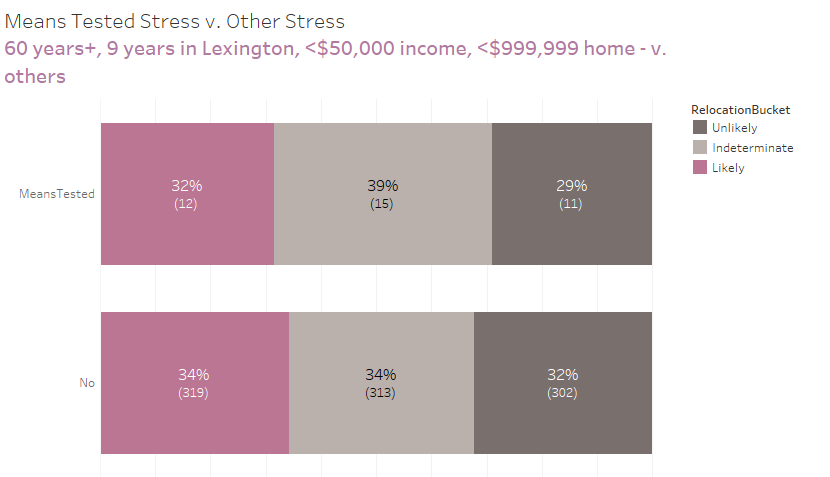 Means Tested Stress v. Other Stress
60 years+, 9 years in Lexington, <$50,000 income, <$999,999 home - v.
others
RelocationBucket
Unlikely
Indeterminate
Likely
MeansTested
32%
(12)
39%
(15)
29%
(11)
No
34%
(319)
34%
(313)
32%
(302)